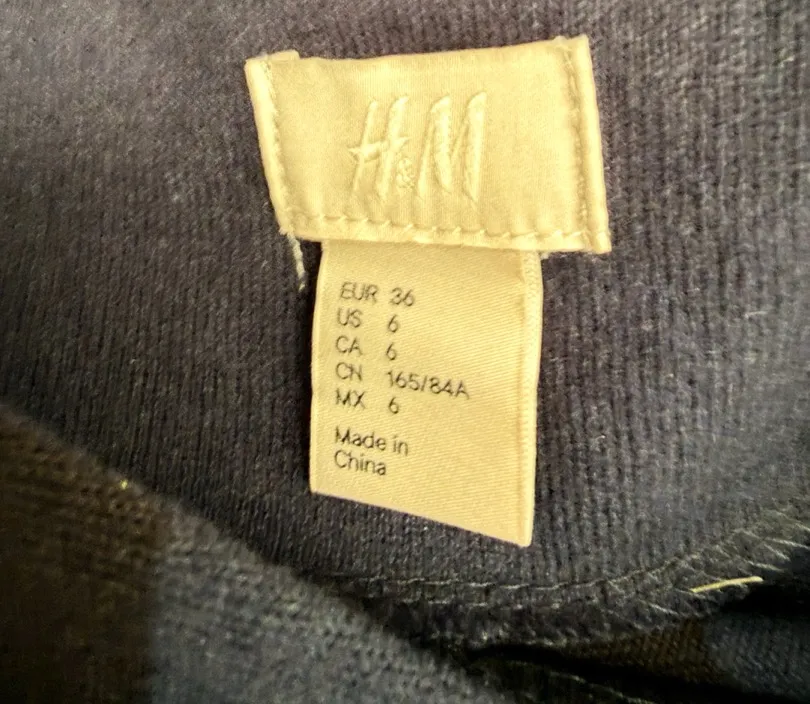 H&M
EUR 36
US 6
CA 6
CN 165/84A
MX 6
Made in
China